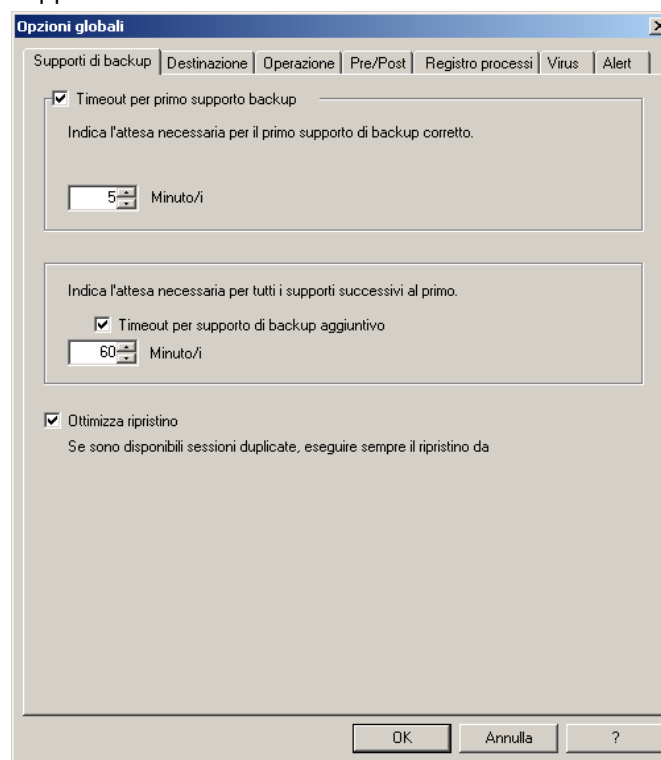 Opzioni globali
Supporti di backup Destinazione Operazione Pre/Post Registro processi Virus Alert
Timeout per primo supporto backup
Indica l'attesa necessaria per il primo supporto di backup corretto.
5 Minuto/i
Indica l'attesa necessaria per tutti i supporti successivi al primo.
Timeout per supporto di backup aggiuntivo
60 Minuto/i
Ottimizza ripristino
Se sono disponibili sessioni duplicate, eseguire sempre il ripristino da
OK Annulla ?